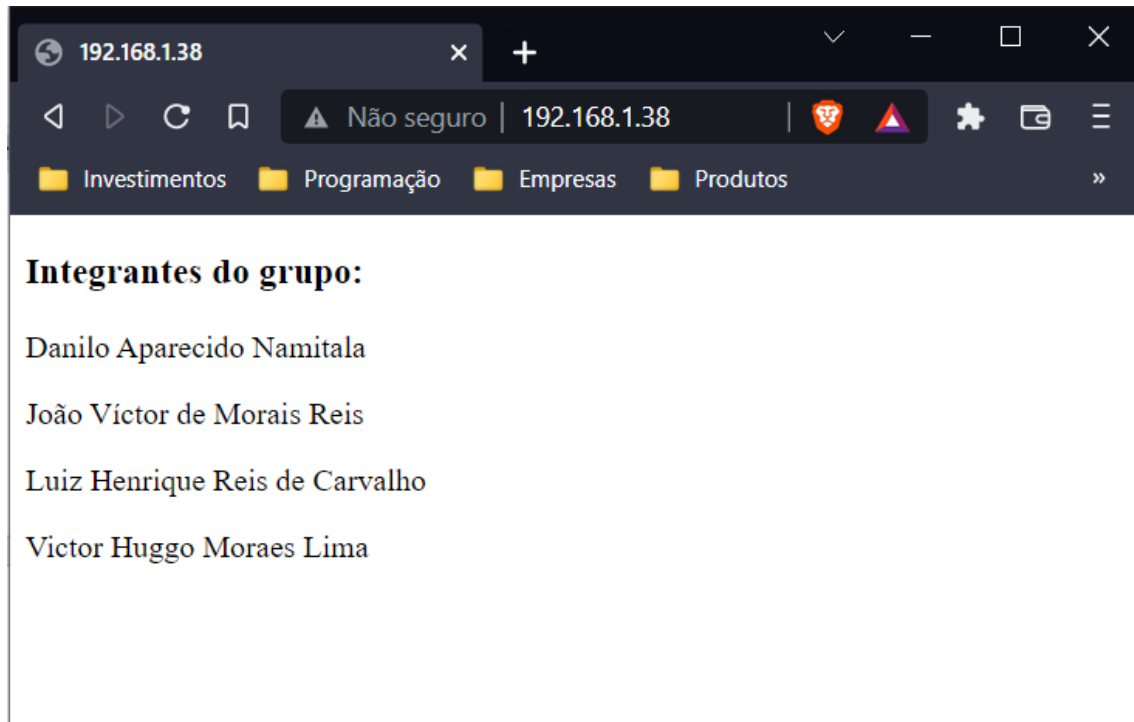 192.168.1.38
Não seguro | 192.168.1.38
Investimentos Programação Empresas Produtos »
Integrantes do grupo:
Danilo Aparecido Namitala
João Víctor de Morais Reis
Luiz Henrique Reis de Carvalho
Victor Huggo Moraes Lima